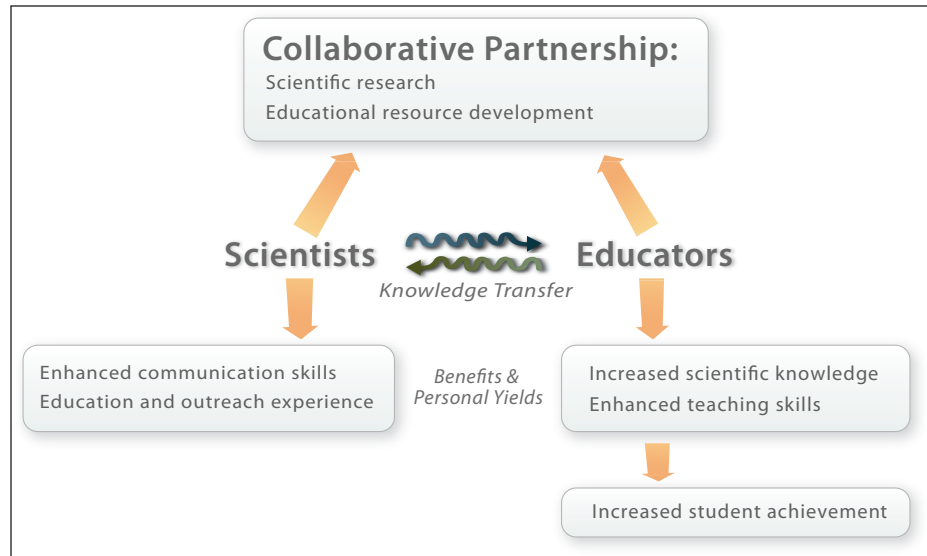 Collaborative Partnership:
Scientific research
Educational resource development
Scientists
Educators
Knowledge Transfer
Enhanced communication skills
Education and outreach experience
Benefits &
Personal Yields
Increased scientific knowledge
Enhanced teaching skills
Increased student achievement